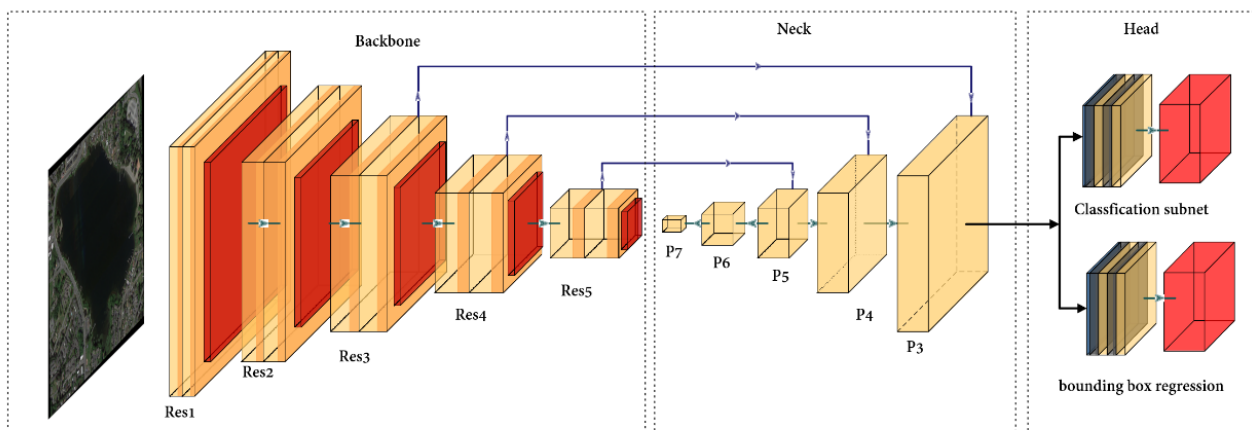 Backbone
Neck
Head
Res1
Res2
Res3
Res4
Res5
P7
P6
P5
P4
P3
Classfication subnet
bounding box regression